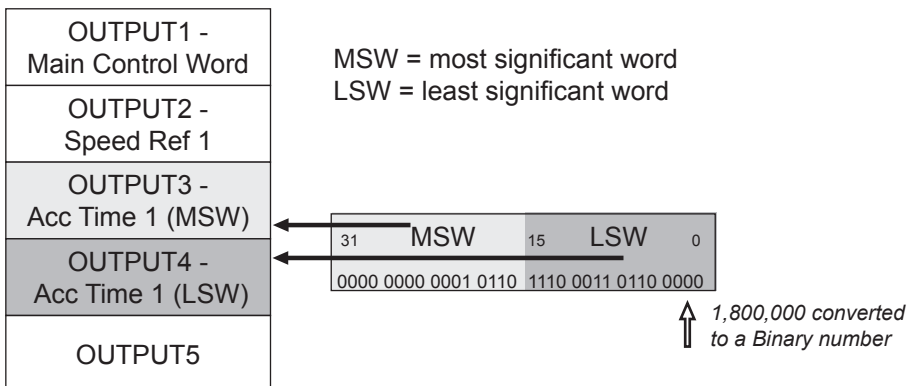 OUTPUT1 -
Main Control Word
OUTPUT2 -
Speed Ref 1
OUTPUT3 -
Acc Time 1 (MSW)
OUTPUT4 -
Acc Time 1 (LSW)
OUTPUT5
MSW = most significant word
LSW = least significant word
31 MSW 15 LSW 0
0000 0000 0001 0110 1110 0011 0110 0000
1,800,000 converted
to a Binary number